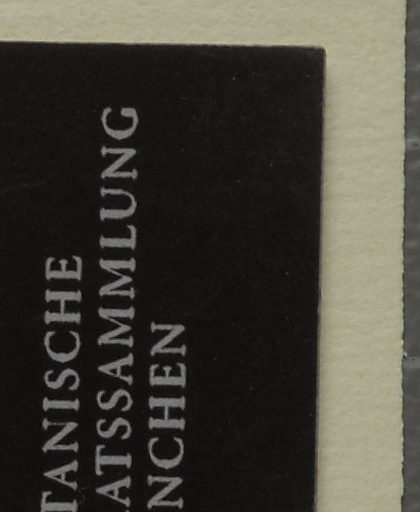 TANISCHE
ATSSAMMLUNG
NCHEN